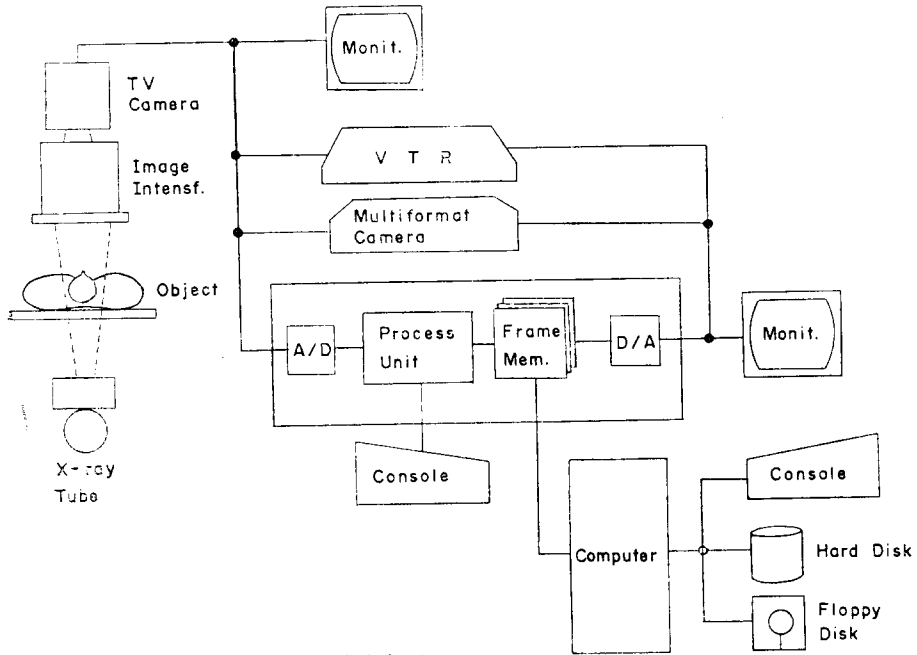 Monit.
TV
Camera
Image
Intensf.
V T R
Multiformat
Camera
Object
A/D
Process
Unit
Frame
Mem.
D/A
Monit.
X-ray
Tube
Console
Console
Computer
Hard Disk
Floppy
Disk